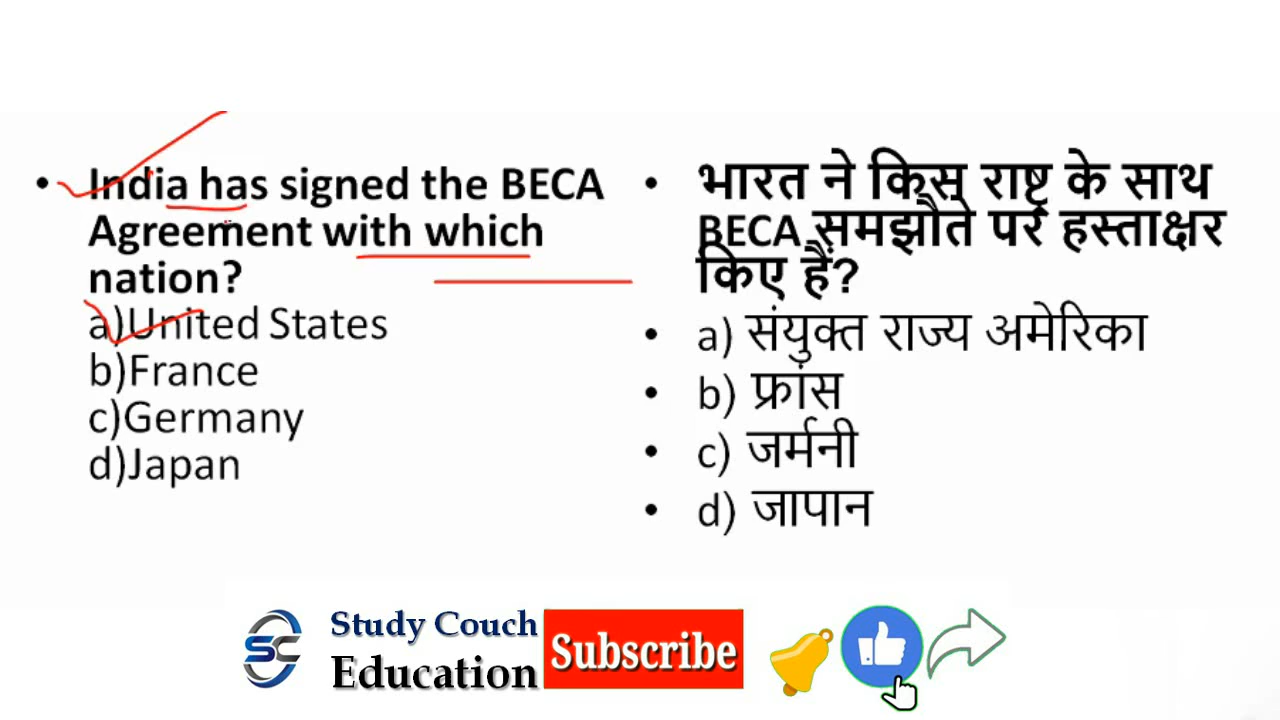 • India has signed the BECA
Agreement with which
nation?
a)United States
b)France
c)Germany
d)Japan
• भारत ने किस राष्ट्र के साथ
BECA समझौते पर हस्ताक्षर
किए हैं?
• a) संयुक्त राज्य अमेरिका
• b) फ्रांस
• c) जर्मनी
• d) जापान
SC
Study Couch
Education
Subscribe